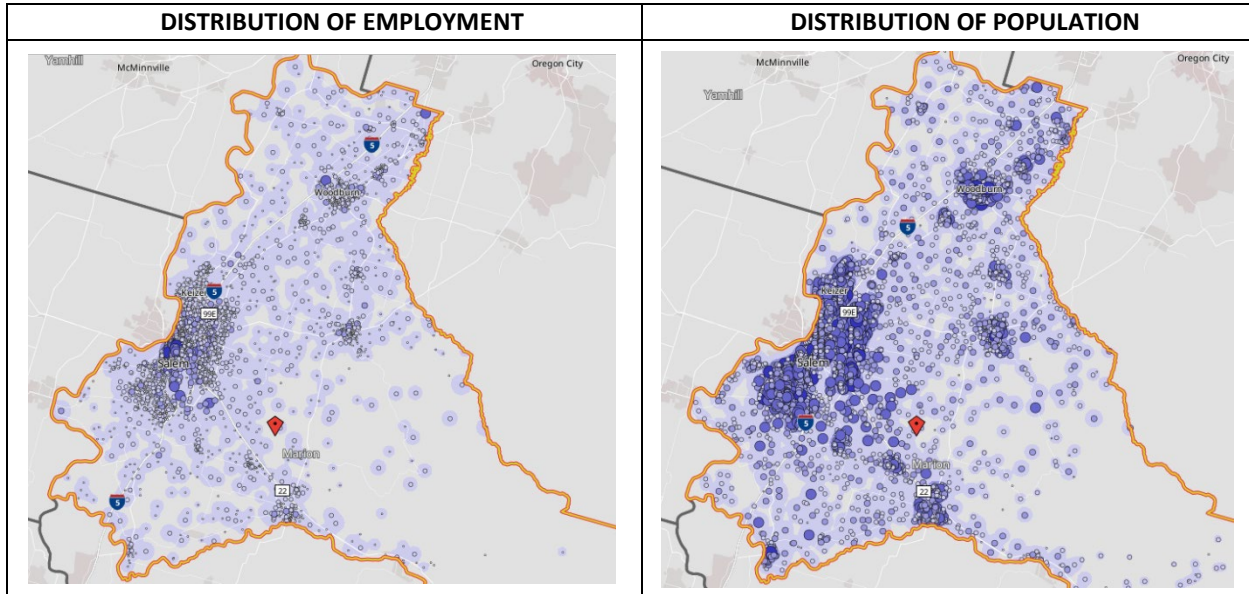 DISTRIBUTION OF EMPLOYMENT
DISTRIBUTION OF POPULATION
Yamhill
McMinnville
Oregon City
5
Woodburn
Keizer
5
99E
Salem
Marion
22
5
McMinnville
Oregon City
Yamhill
Woodburn
5
Keizer
99E
Salem
5
Marion
22